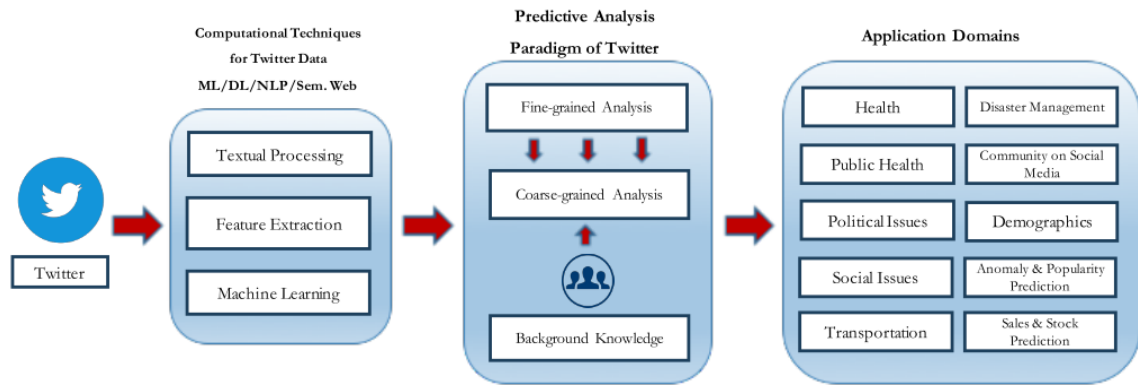 Twitter
Computational Techniques
for Twitter Data
ML/DL/NLP/Sem. Web
Textual Processing
Feature Extraction
Machine Learning
Predictive Analysis
Paradigm of Twitter
Fine-grained Analysis
Coarse-grained Analysis
Background Knowledge
Application Domains
Health
Disaster Management
Public Health
Community on Social
Media
Political Issues
Demographics
Social Issues
Anomaly & Popularity
Prediction
Transportation
Sales & Stock
Prediction